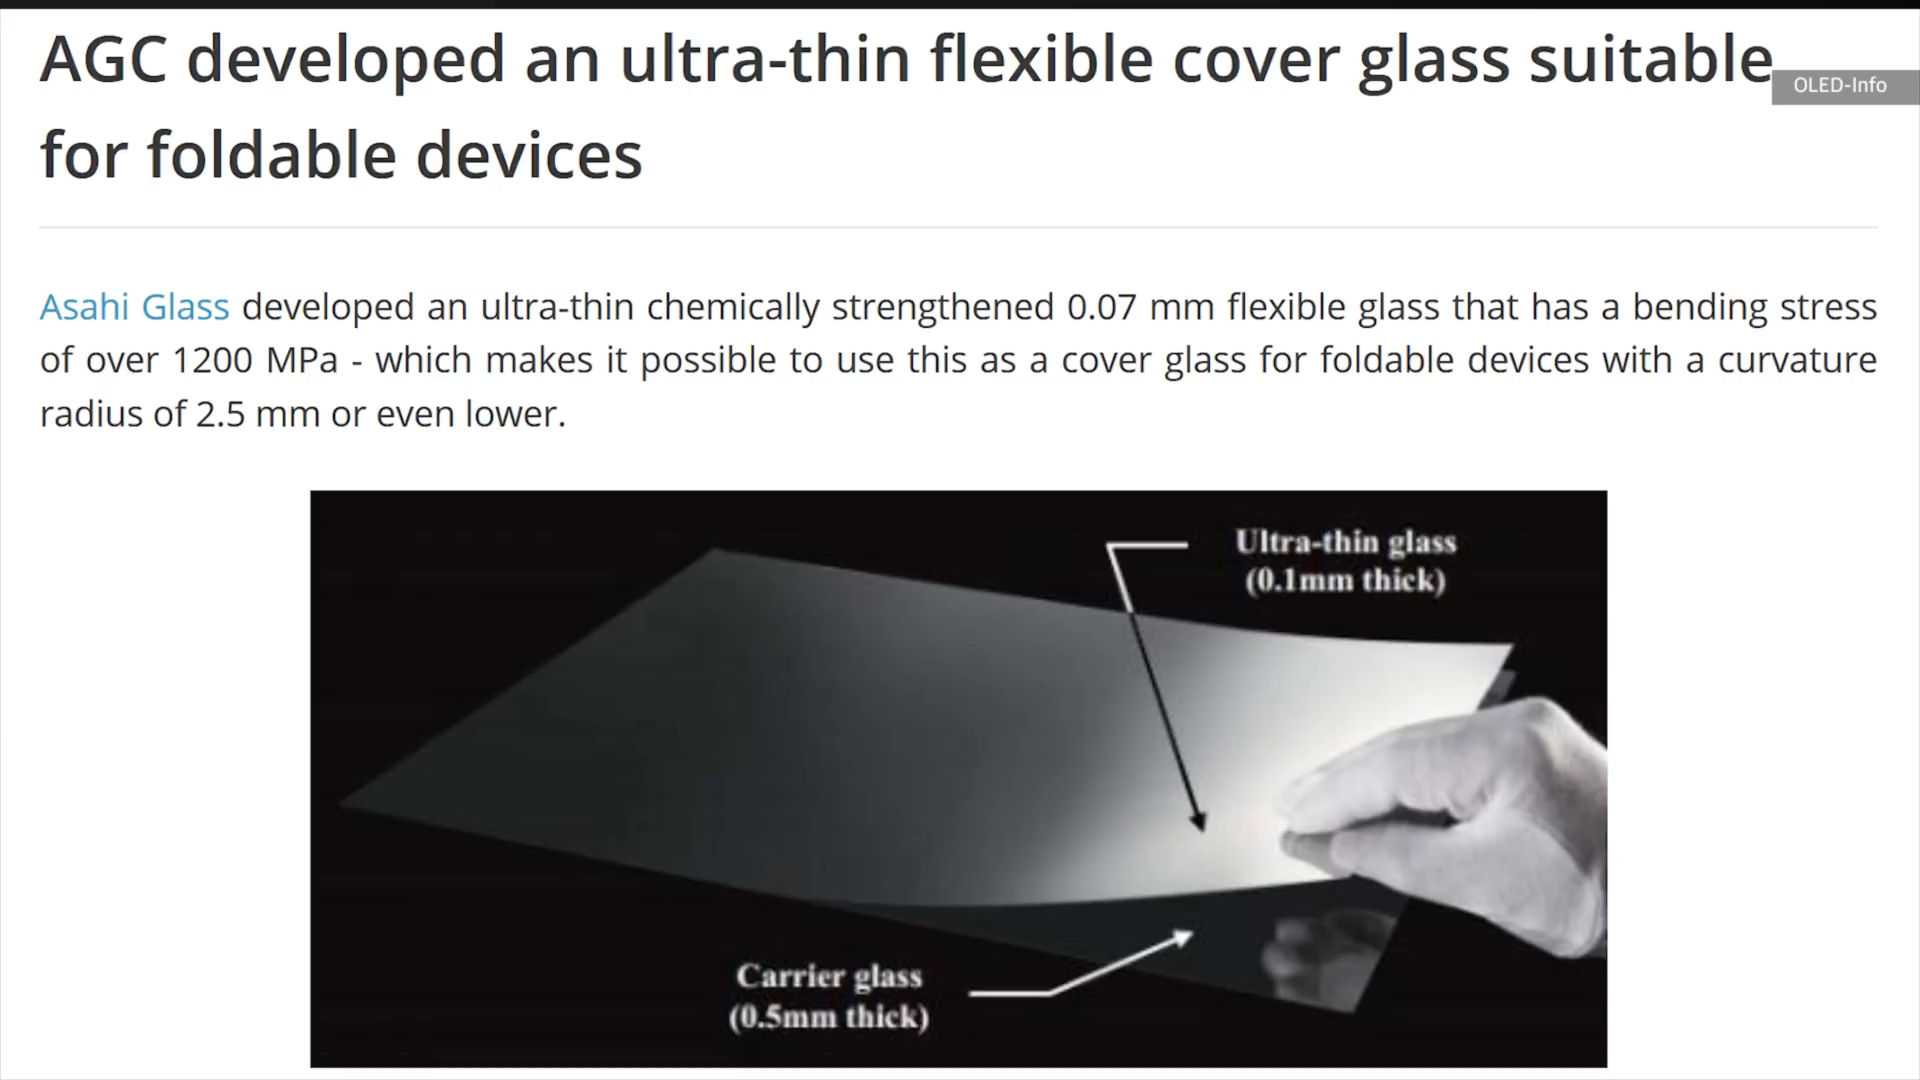 AGC developed an ultra-thin flexible cover glass suitable
OLED-Info
for foldable devices
Asahi Glass developed an ultra-thin chemically strengthened 0.07 mm flexible glass that has a bending stress
of over 1200 MPa - which makes it possible to use this as a cover glass for foldable devices with a curvature
radius of 2.5 mm or even lower.
Ultra-thin glass
(0.1mm thick)
Carrier glass
(0.5mm thick)